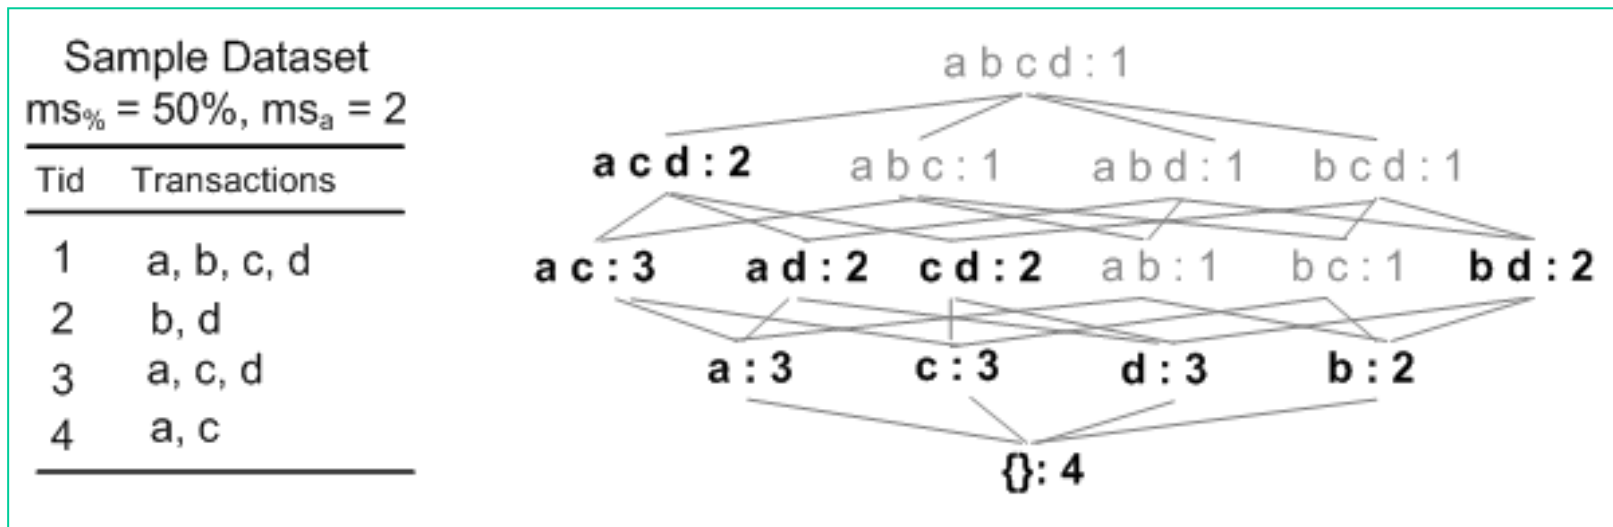 Sample Dataset
ms% = 50%, msa = 2
Tid Transactions
1 a, b, c, d
2 b, d
3 a, c, d
4 a, c
a b c d : 1
a c d : 2 a b c : 1 a b d : 1 b c d : 1
a c : 3 a d : 2 c d : 2 a b : 1 b c : 1 b d : 2
a : 3 c : 3 d : 3 b : 2
{}: 4